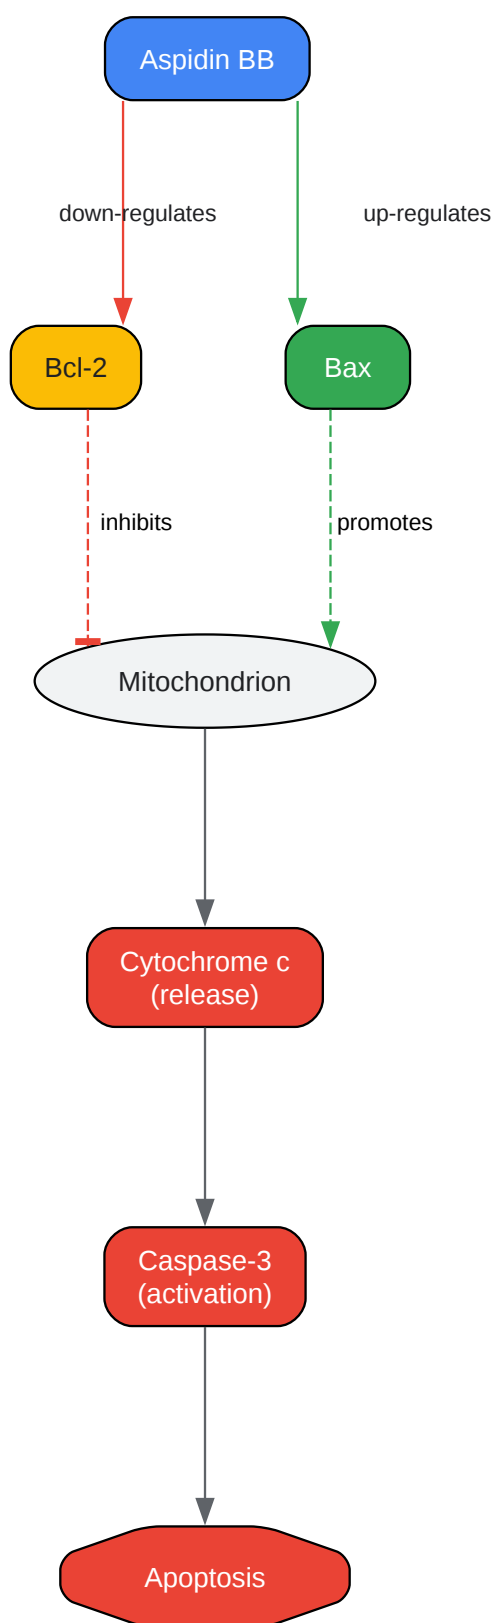 Aspidin BB
down-regulates
up-regulates
Bcl-2
Bax
inhibits
promotes
Mitochondrion
Cytochrome c
(release)
Caspase-3
(activation)
Apoptosis